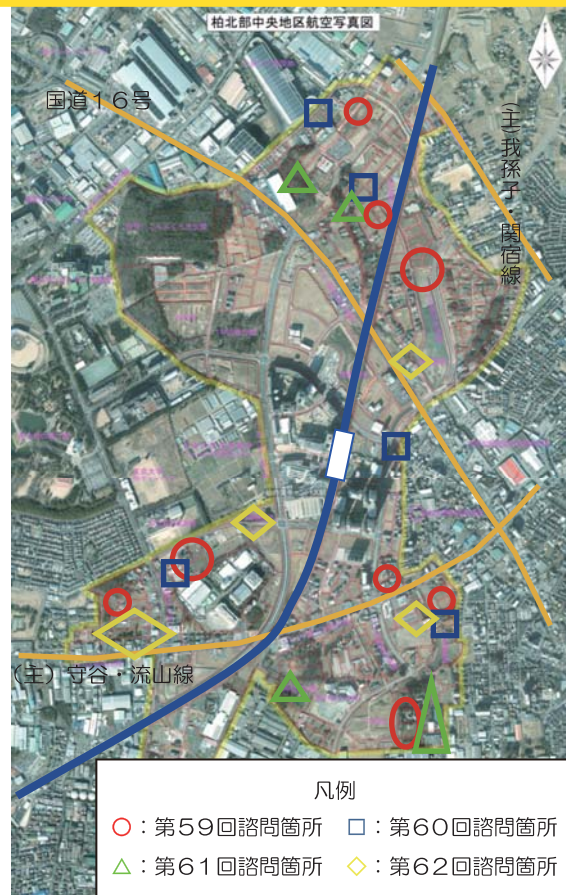 柏北部中央地区航空写真図
国道16号
(主)我孫子・関宿線
(主)守谷・流山線
凡例
○：第59回諮問箇所 □：第60回諮問箇所
△：第61回諮問箇所 ◇：第62回諮問箇所